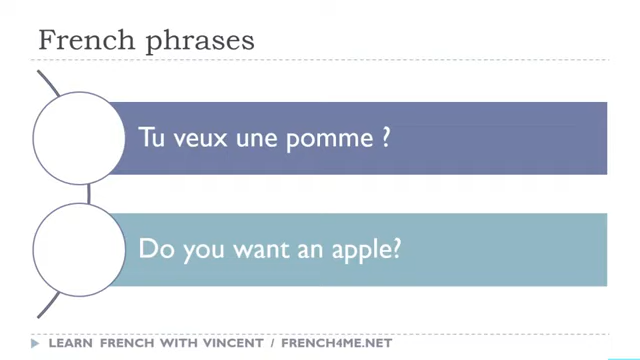 French phrases
Tu veux une pomme ?
Do you want an apple?
LEARN FRENCH WITH VINCENT / FRENCH4ME.NET